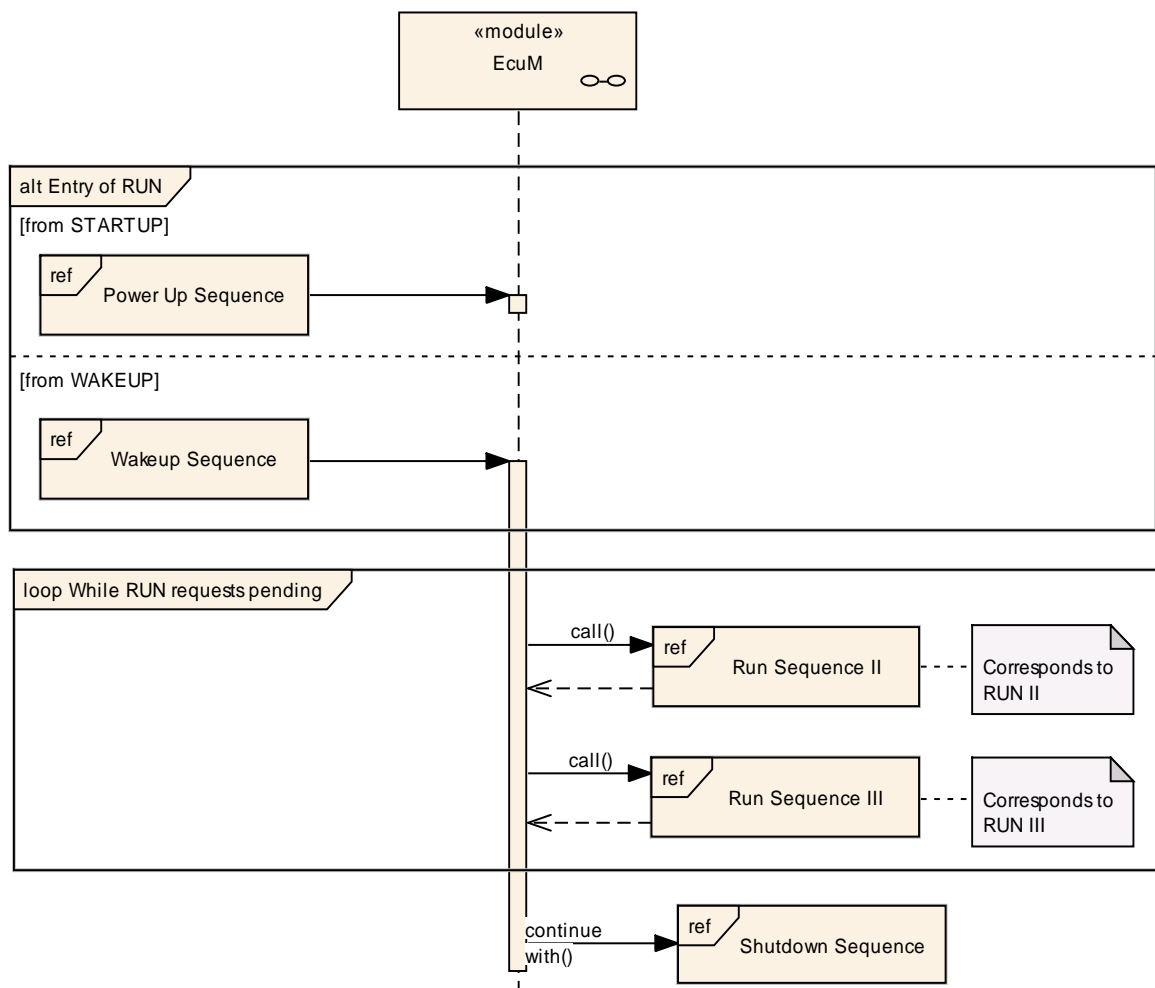 «module»
EcuM
alt Entry of RUN
[from STARTUP]
ref
Power Up Sequence
[from WAKEUP]
ref
Wakeup Sequence
loop While RUN requests pending
call()
ref
Run Sequence II
Corresponds to
RUN II
call()
ref
Run Sequence III
Corresponds to
RUN III
continue
with()
ref
Shutdown Sequence